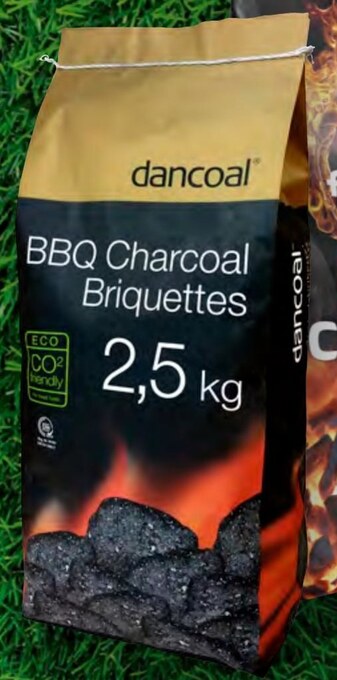 dancoal®
BBQ Charcoal
Briquettes
2,5 kg
ECO
CO2
friendly
dancoal